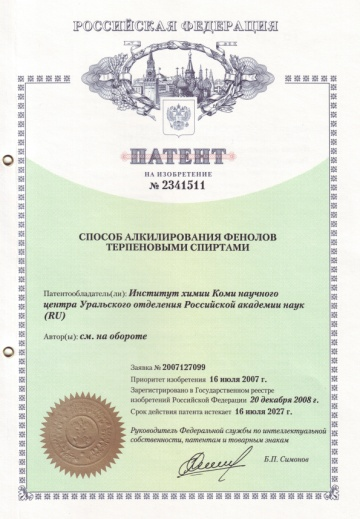 РОССИЙСКАЯ ФЕДЕРАЦИЯ
ПАТЕНТ
НА ИЗОБРЕТЕНИЕ
№ 2341511
СПОСОБ АЛКИЛИРОВАНИЯ ФЕНОЛОВ
ТЕРПЕНОВЫМИ СПИРТАМИ
Патентообладатель(ли): Институт химии Коми научного
центра Уральского отделения Российской академии наук
(RU)
Автор(ы): см. на обороте
Заявка № 2007127099
Приоритет изобретения 16 июля 2007 г.
Зарегистрировано в Государственном реестре
изобретений Российской Федерации 20 декабря 2008 г.
Срок действия патента истекает 16 июля 2027 г.
Руководитель Федеральной службы по интеллектуальной
собственности, патентам и товарным знакам
Б.П. Симонов